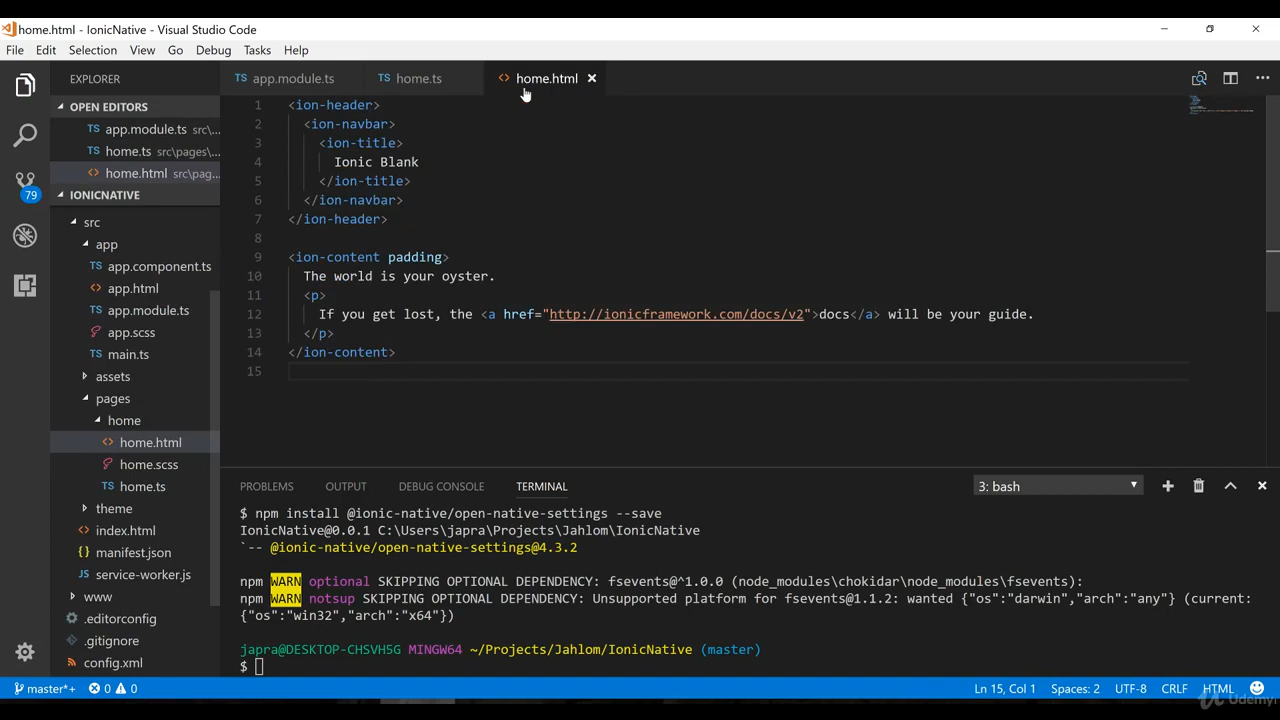 home.html - IonicNative - Visual Studio Code
File Edit Selection View Go Debug Tasks Help
EXPLORER
TS app.module.ts
TS home.ts
<> home.html
OPEN EDITORS
TS app.module.ts src\...
TS home.ts src\pages\...
<> home.html src\pag...
79
IONICNATIVE
src
app
TS app.component.ts
<> app.html
TS app.module.ts
app.scss
TS main.ts
assets
pages
home
<> home.html
home.scss
TS home.ts
theme
<> index.html
{} manifest.json
JS service-worker.js
www
.editorconfig
.gitignore
config.xml
1 <ion-header>
2 <ion-navbar>
3 <ion-title>
4 Ionic Blank
5 </ion-title>
6 </ion-navbar>
7 </ion-header>
8
9 <ion-content padding>
10 The world is your oyster.
11 <p>
12 If you get lost, the <a href="http://ionicframework.com/docs/v2">docs</a> will be your guide.
13 </p>
14 </ion-content>
15
PROBLEMS OUTPUT DEBUG CONSOLE TERMINAL
3: bash
$ npm install @ionic-native/open-native-settings --save
IonicNative@0.0.1 C:\Users\japra\Projects\Jahlom\IonicNative
`-- @ionic-native/open-native-settings@4.3.2
npm WARN optional SKIPPING OPTIONAL DEPENDENCY: fsevents@^1.0.0 (node_modules\chokidar\node_modules\fsevents):
npm WARN notsup SKIPPING OPTIONAL DEPENDENCY: Unsupported platform for fsevents@1.1.2: wanted {"os":"darwin","arch":"any"} (current:
{"os":"win32","arch":"x64"})
japra@DESKTOP-CHSVH5G MINGW64 ~/Projects/Jahlom/IonicNative (master)
$
master*+ 0 0
Ln 15, Col 1 Spaces: 2 UTF-8 CRLF HTML
Udemy